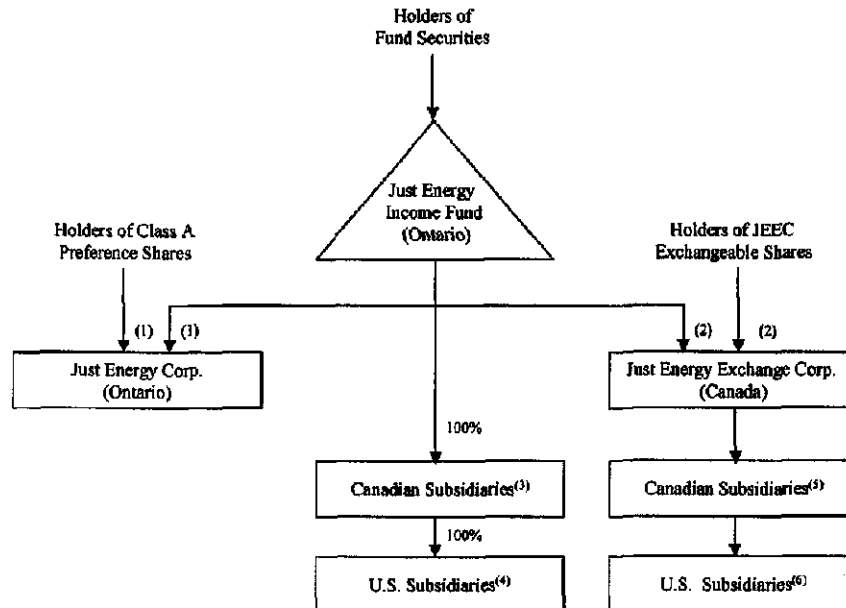 Holders of
Fund Securities
Just Energy
Income Fund
(Ontario)
Holders of Class A
Preference Shares
Holders of JEEC
Exchangeable Shares
(1) (1)
(2) (2)
Just Energy Corp.
(Ontario)
Just Energy Exchange Corp.
(Canada)
100%
Canadian Subsidiaries(3)
Canadian Subsidiaries(5)
100%
U.S. Subsidiaries(4)
U.S. Subsidiaries(6)